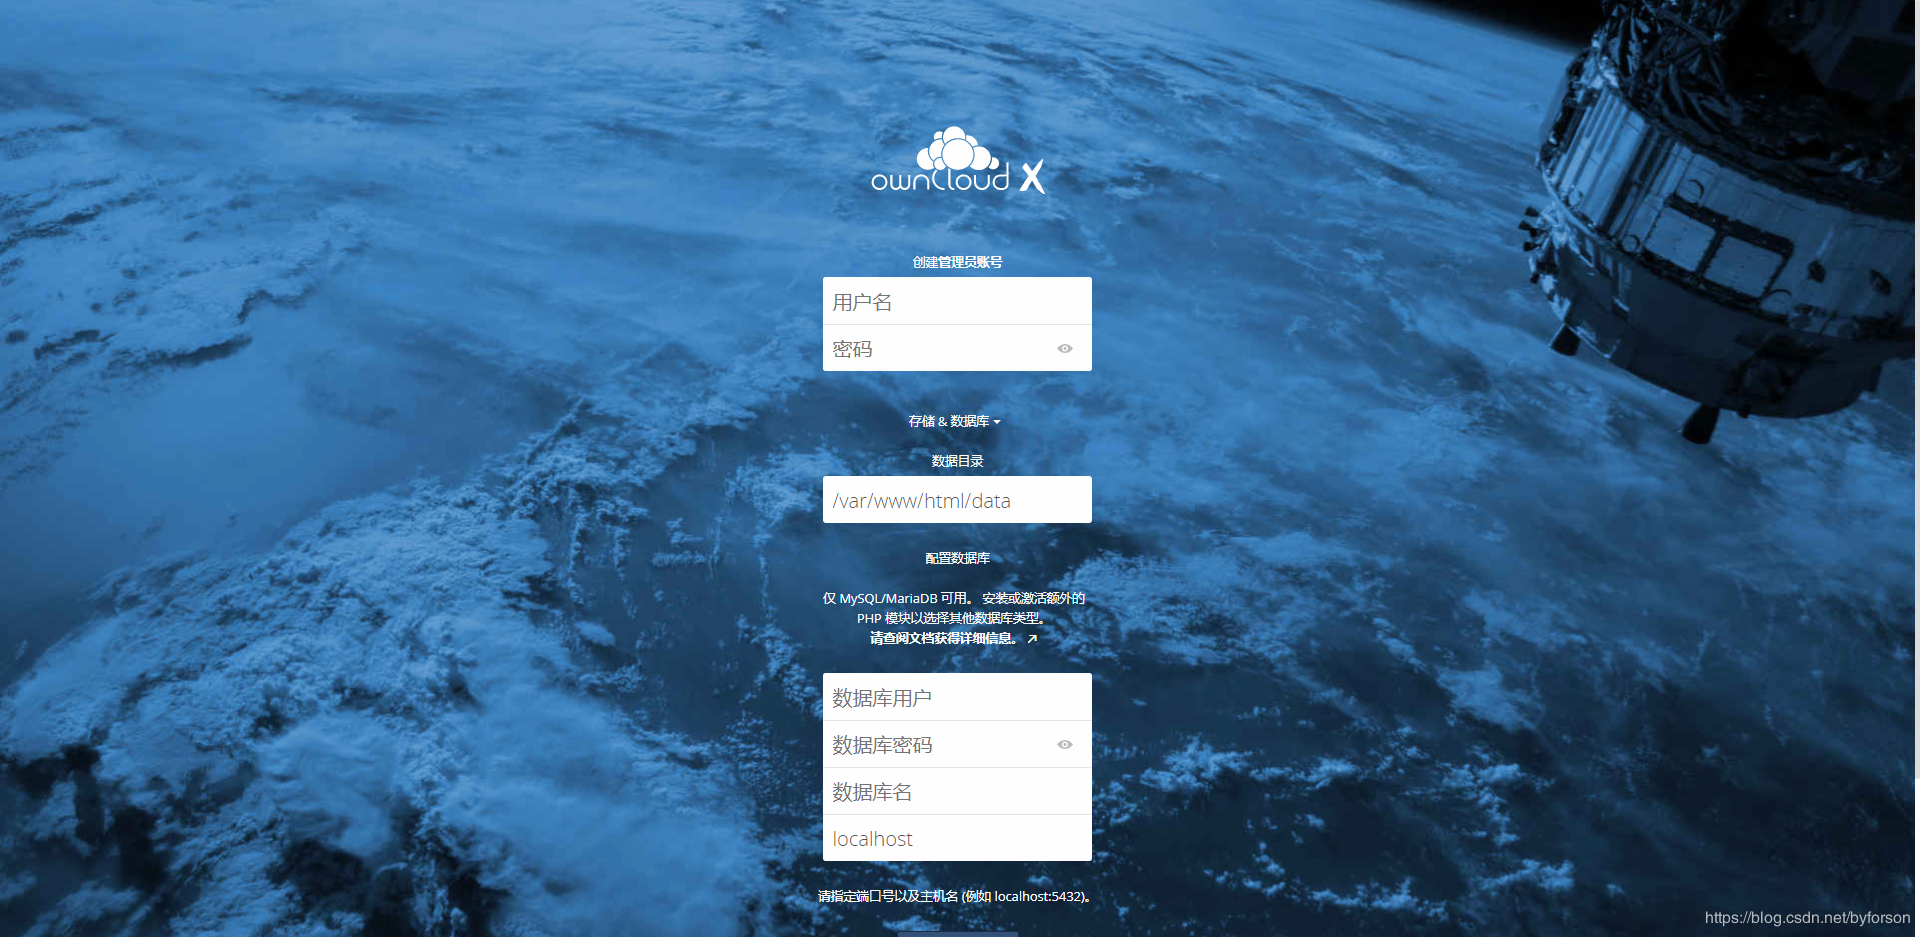 ownCloud X
创建管理员账号
用户名
密码
存储 & 数据库
数据目录
/var/www/html/data
配置数据库
仅 MySQL/MariaDB 可用。 安装或激活额外的
PHP 模块以选择其他数据库类型。
请查阅文档获得详细信息。
数据库用户
数据库密码
数据库名
localhost
请指定端口号以及主机名 (例如 localhost:5432)。
https://blog.csdn.net/byforson